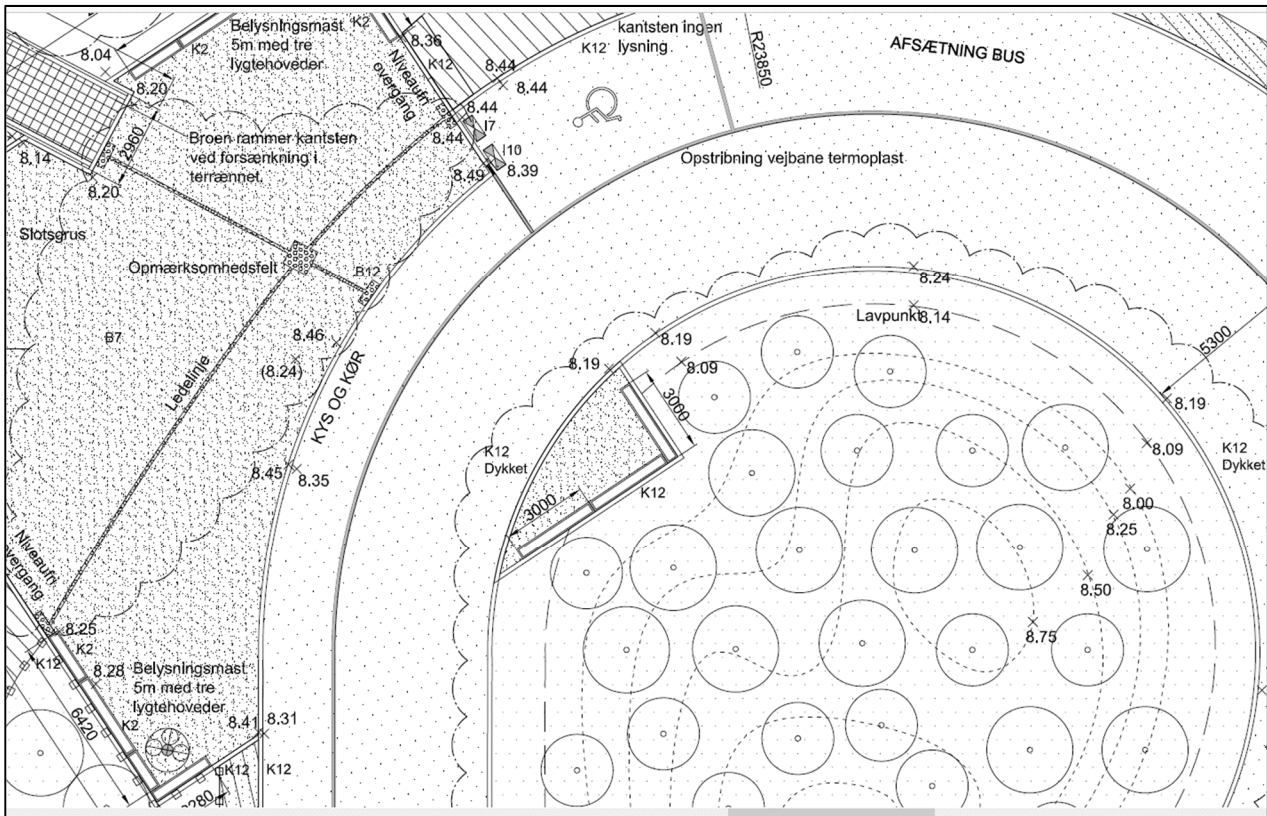 Belysningsmast
5m med tre
lygtehoveder
K2
K2
8.04
8.20
2960
8.14
8.20
Broen rammer kantsten
ved forsænkning i
terrænnet.
8.36
K12
Niveaufri
overgang
8.44
8.44
8.44
8.44
I7
I10
8.49
8.39
kantsten ingen
lysning
K12
R23850
AFSÆTNING BUS
Opstribning vejbane termoplast
Slotsgrus
Opmærksomhedsfelt
B12
B7
8.46
(8.24)
Ledelinje
KYS OG KØR
8.45
8.35
8.24
Lavpunkt
8.14
8.19
8.19
8.09
3000
5300
8.19
8.09
K12
Dykket
K12
Dykket
K12
3000
8.00
8.25
8.50
8.75
Niveaufri
overgang
8.25
K2
K12
8.28
Belysningsmast
5m med tre
lygtehoveder
6420
K2
8.41
8.31
K12
K12